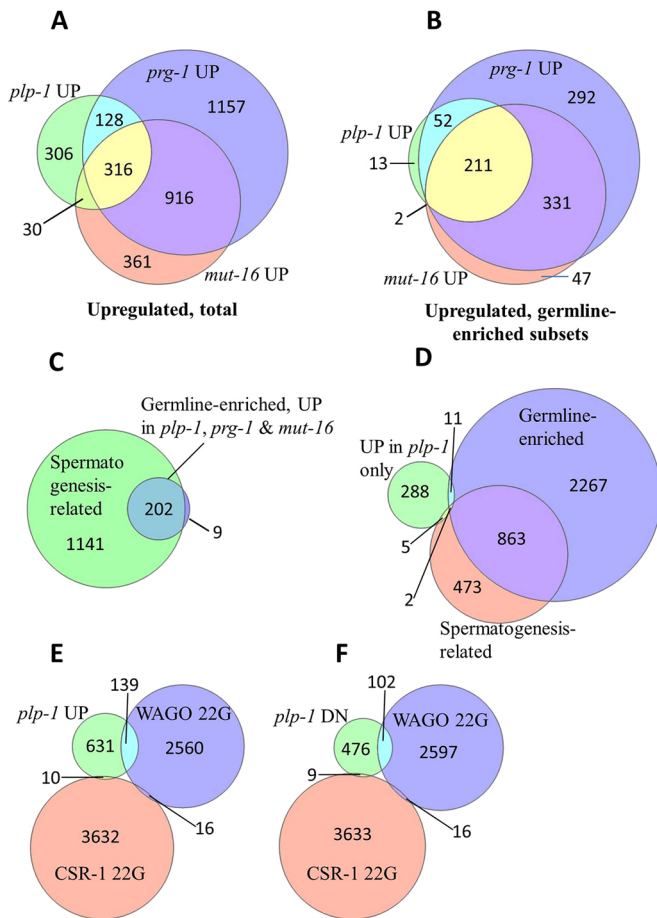 A
plp-1 UP
prg-1 UP
1157
128
306
316
916
30
361
mut-16 UP
Upregulated, total
B
prg-1 UP
292
plp-1 UP
52
13
211
331
2
mut-16 UP
47
Upregulated, germline-
enriched subsets
C
Germline-enriched, UP
in plp-1, prg-1 & mut-16
Spermato
genesis-
related
202
1141
9
D
11
Germline-
enriched
UP in plp-1
only
288
2267
5
863
2
473
Spermatogenesis-
related
E
139
plp-1 UP
WAGO 22G
631
2560
10
16
3632
CSR-1 22G
F
102
plp-1 DN
WAGO 22G
476
2597
9
16
3633
CSR-1 22G